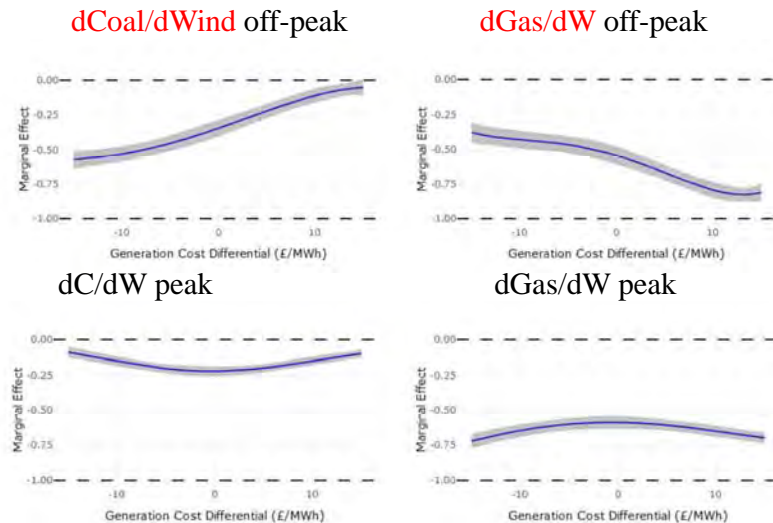 dCoal/dWind off-peak
dGas/dW off-peak
0.00
-0.25
-0.50
-0.75
-1.00
Marginal Effect
-10
0
10
Generation Cost Differential (£/MWh)
0.00
-0.25
-0.50
-0.75
-1.00
Marginal Effect
-10
0
10
Generation Cost Differential (£/MWh)
dC/dW peak
dGas/dW peak
0.00
-0.25
-0.50
-0.75
-1.00
Marginal Effect
-10
0
10
Generation Cost Differential (£/MWh)
0.00
-0.25
-0.50
-0.75
-1.00
Marginal Effect
-10
0
10
Generation Cost Differential (£/MWh)